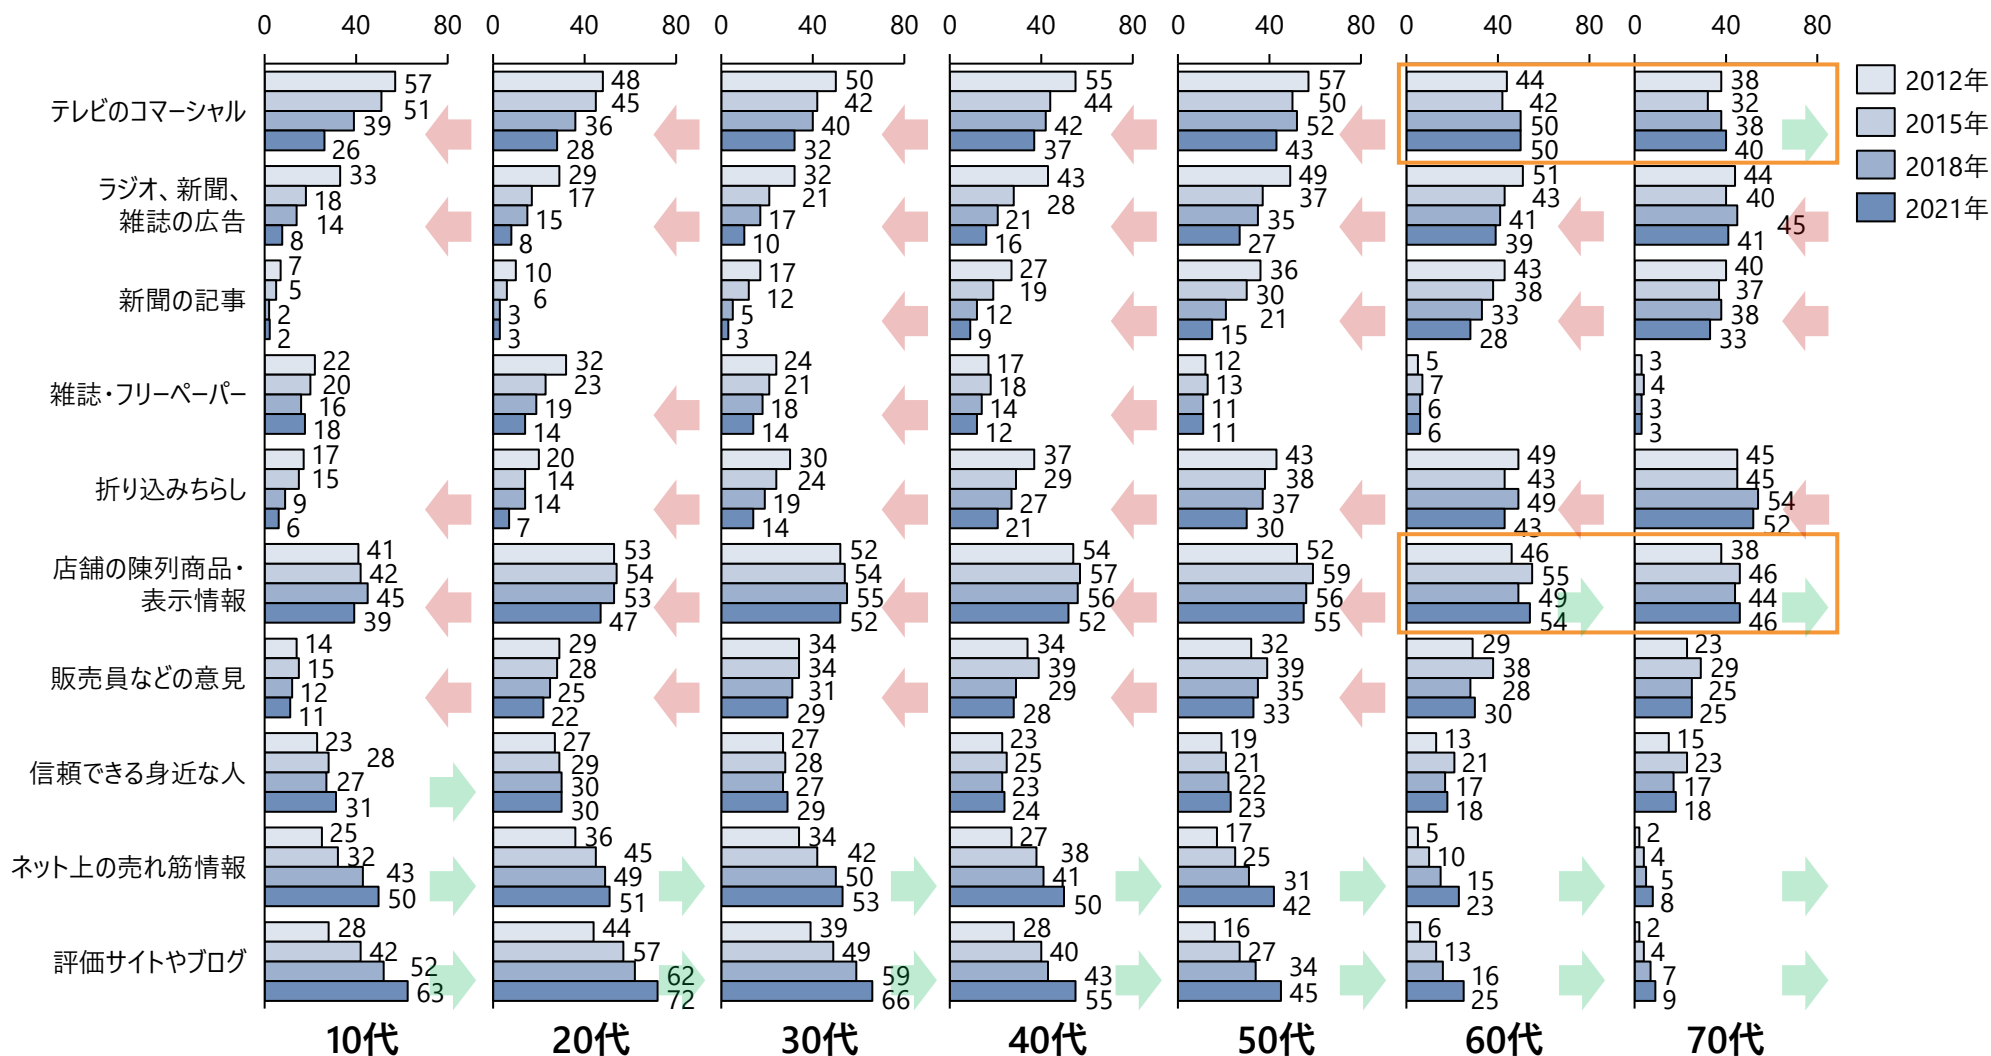 0 40 80 0 40 80 0 40 80 0 40 80 0 40 80 0 40 80 0 40 80
2012年
2015年
2018年
2021年
テレビのコマーシャル
57 48 50 55 57 44 38
51 45 42 44 50 42 32
39 36 40 42 52 50 38
26 28 32 37 43 50 40
ラジオ、新聞、
雑誌の広告
33 29 32 43 49 51 44
18 17 21 28 37 43 40
14 15 17 21 35 41 45
8 8 10 16 27 39 41
新聞の記事
7 10 17 27 36 43 40
5 6 12 19 30 38 37
2 3 5 12 21 33 38
2 3 3 9 15 28 33
雑誌・フリーペーパー
22 32 24 17 12 5 3
20 23 21 18 13 7 4
16 19 18 14 11 6 3
18 14 14 12 11 6 3
折り込みちらし
17 20 30 37 43 49 45
15 14 24 29 38 43 45
9 14 19 27 37 49 54
6 7 14 21 30 43 52
店舗の陳列商品・
表示情報
41 53 52 54 52 46 38
42 54 54 57 59 55 46
45 53 55 56 56 49 44
39 47 52 52 55 54 46
販売員などの意見
14 29 34 34 32 29 23
15 28 34 39 39 38 29
12 25 31 29 35 28 25
11 22 29 28 33 30 25
信頼できる身近な人
23 27 27 23 19 13 15
28 29 28 25 21 21 23
27 30 27 23 22 17 17
31 30 29 24 23 18 18
ネット上の売れ筋情報
25 36 34 27 17 5 2
32 45 42 38 25 10 4
43 49 50 41 31 15 5
50 51 53 50 42 23 8
評価サイトやブログ
28 44 39 28 16 6 2
42 57 49 40 27 13 4
52 62 59 43 34 16 7
63 72 66 55 45 25 9
10代 20代 30代 40代 50代 60代 70代